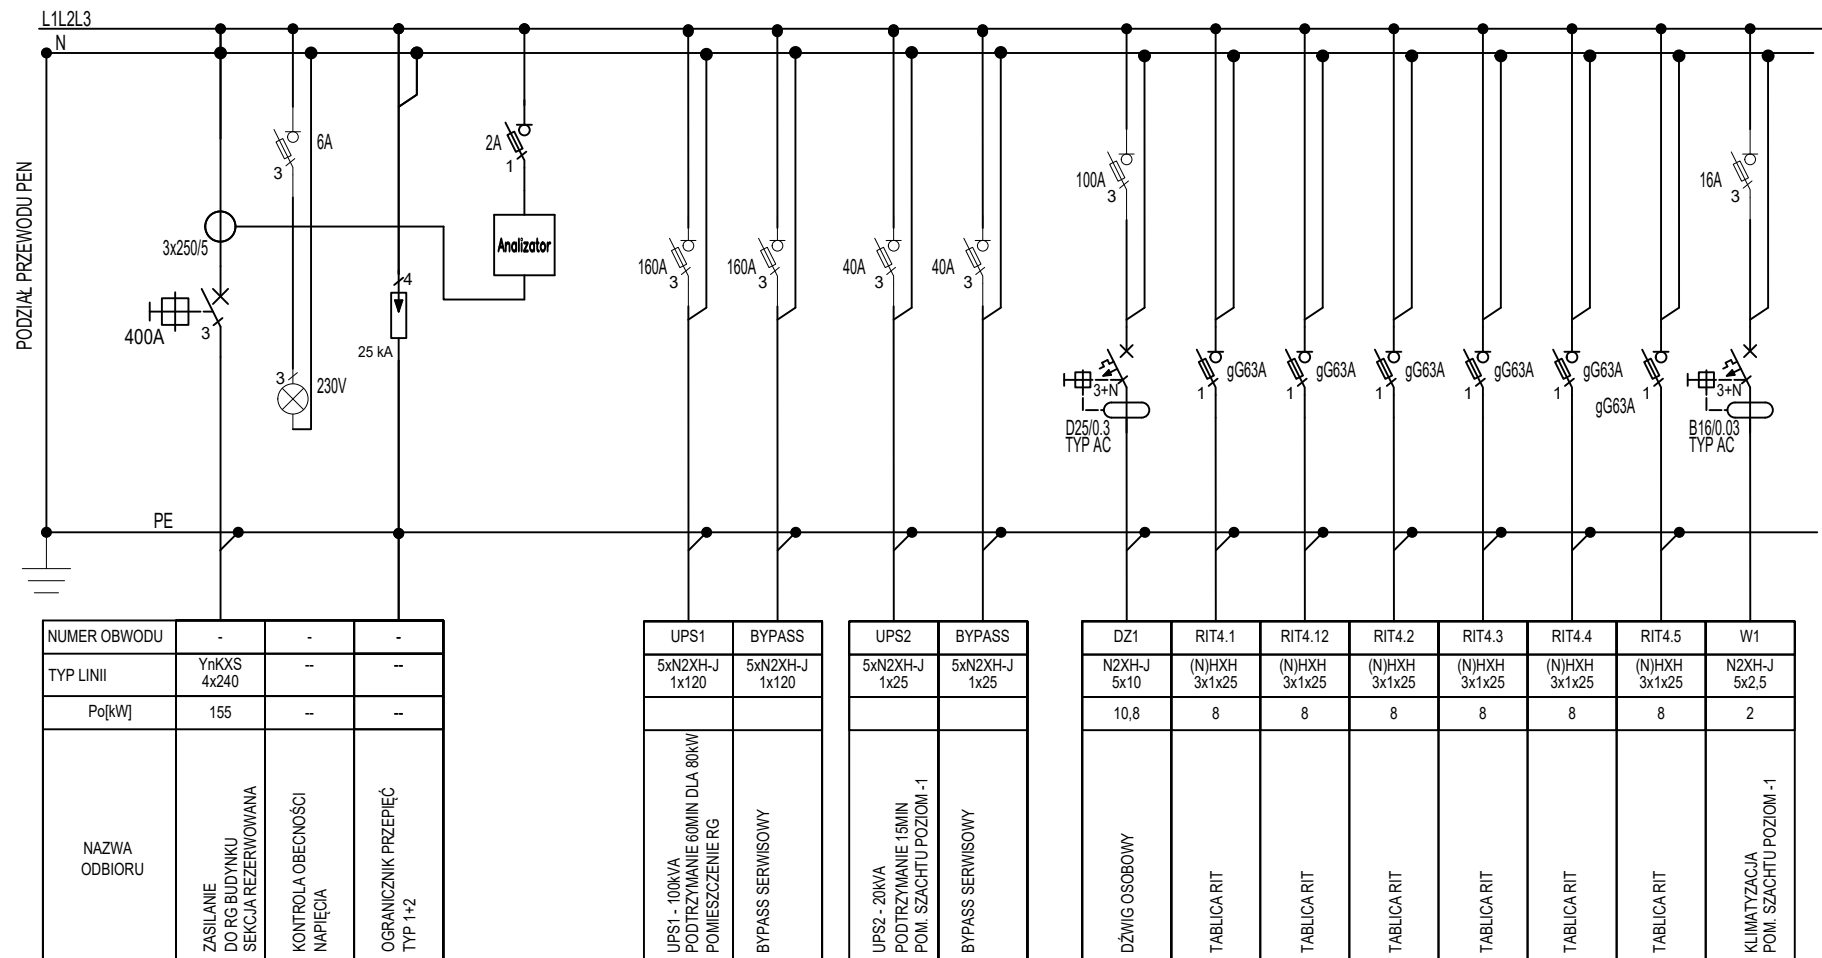 L1L2L3
N
PODZIAŁ PRZEWODU PEN
3x250/5
400A
3
6A
3
3
230V
4
25 kA
2A
1
Analizator
160A
3
160A
3
40A
3
40A
3
100A
3
3+N
D25/0.3
TYP AC
gG63A
1
gG63A
1
gG63A
1
gG63A
1
gG63A
1
gG63A
1
16A
3
3+N
B16/0.03
TYP AC
PE
NUMER OBWODU
-
-
-
UPS1
BYPASS
UPS2
BYPASS
DZ1
RIT4.1
RIT4.12
RIT4.2
RIT4.3
RIT4.4
RIT4.5
W1
TYP LINII
YnKXS
4x240
--
--
5xN2XH-J
1x120
5xN2XH-J
1x120
5xN2XH-J
1x25
5xN2XH-J
1x25
N2XH-J
5x10
(N)HXH
3x1x25
(N)HXH
3x1x25
(N)HXH
3x1x25
(N)HXH
3x1x25
(N)HXH
3x1x25
(N)HXH
3x1x25
N2XH-J
5x2,5
Po[kW]
155
--
--
10,8
8
8
8
8
8
8
2
NAZWA
ODBIORU
ZASILANIE
DO RG BUDYNKU
SEKCJA REZERWOWANA
KONTROLA OBECNOŚCI
NAPIĘCIA
OGRANICZNIK PRZEPIĘĆ
TYP 1+2
UPS1 - 100kVA
PODTRZYMANIE 60MIN DLA 80kW
POMIESZCZENIE RG
BYPASS SERWISOWY
UPS2 - 20kVA
PODTRZYMANIE 15MIN
POM. SZACHTU POZIOM -1
BYPASS SERWISOWY
DŹWIG OSOBOWY
TABLICA RIT
TABLICA RIT
TABLICA RIT
TABLICA RIT
TABLICA RIT
TABLICA RIT
KLIMATYZACJA
POM. SZACHTU POZIOM -1